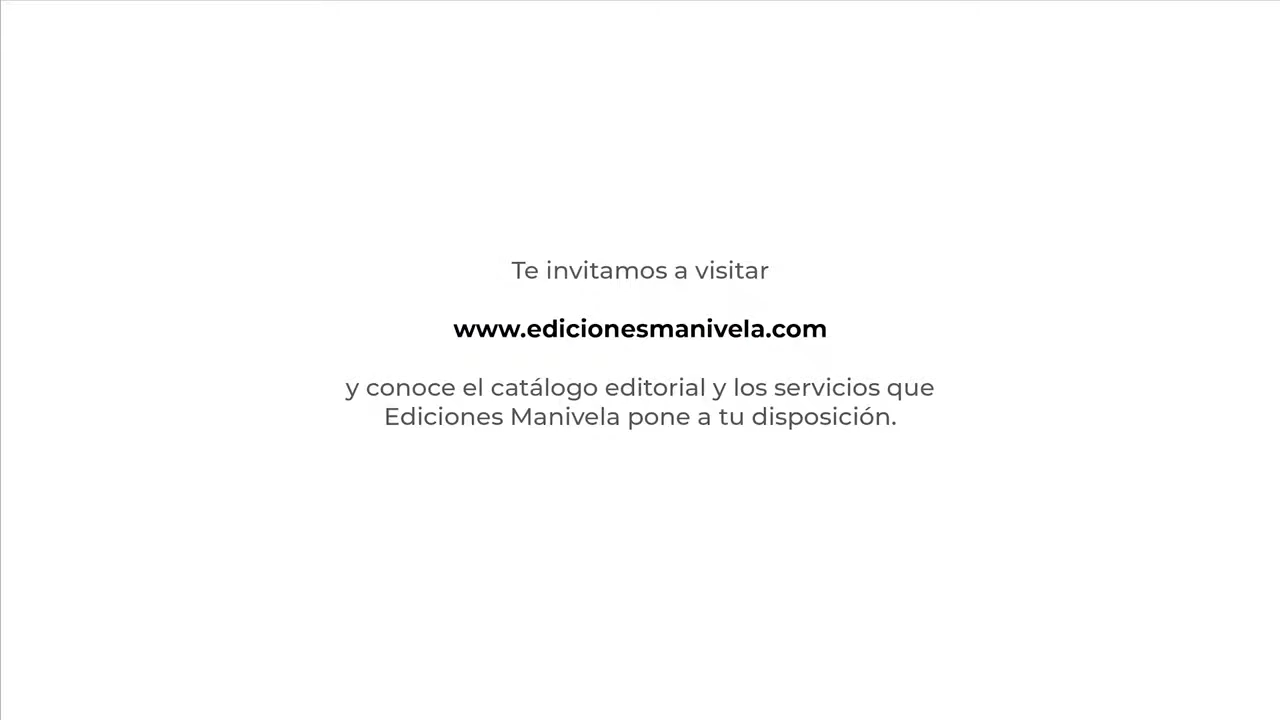 Te invitamos a visitar
www.edicionesmanivela.com
y conoce el catálogo editorial y los servicios que
Ediciones Manivela pone a tu disposición.